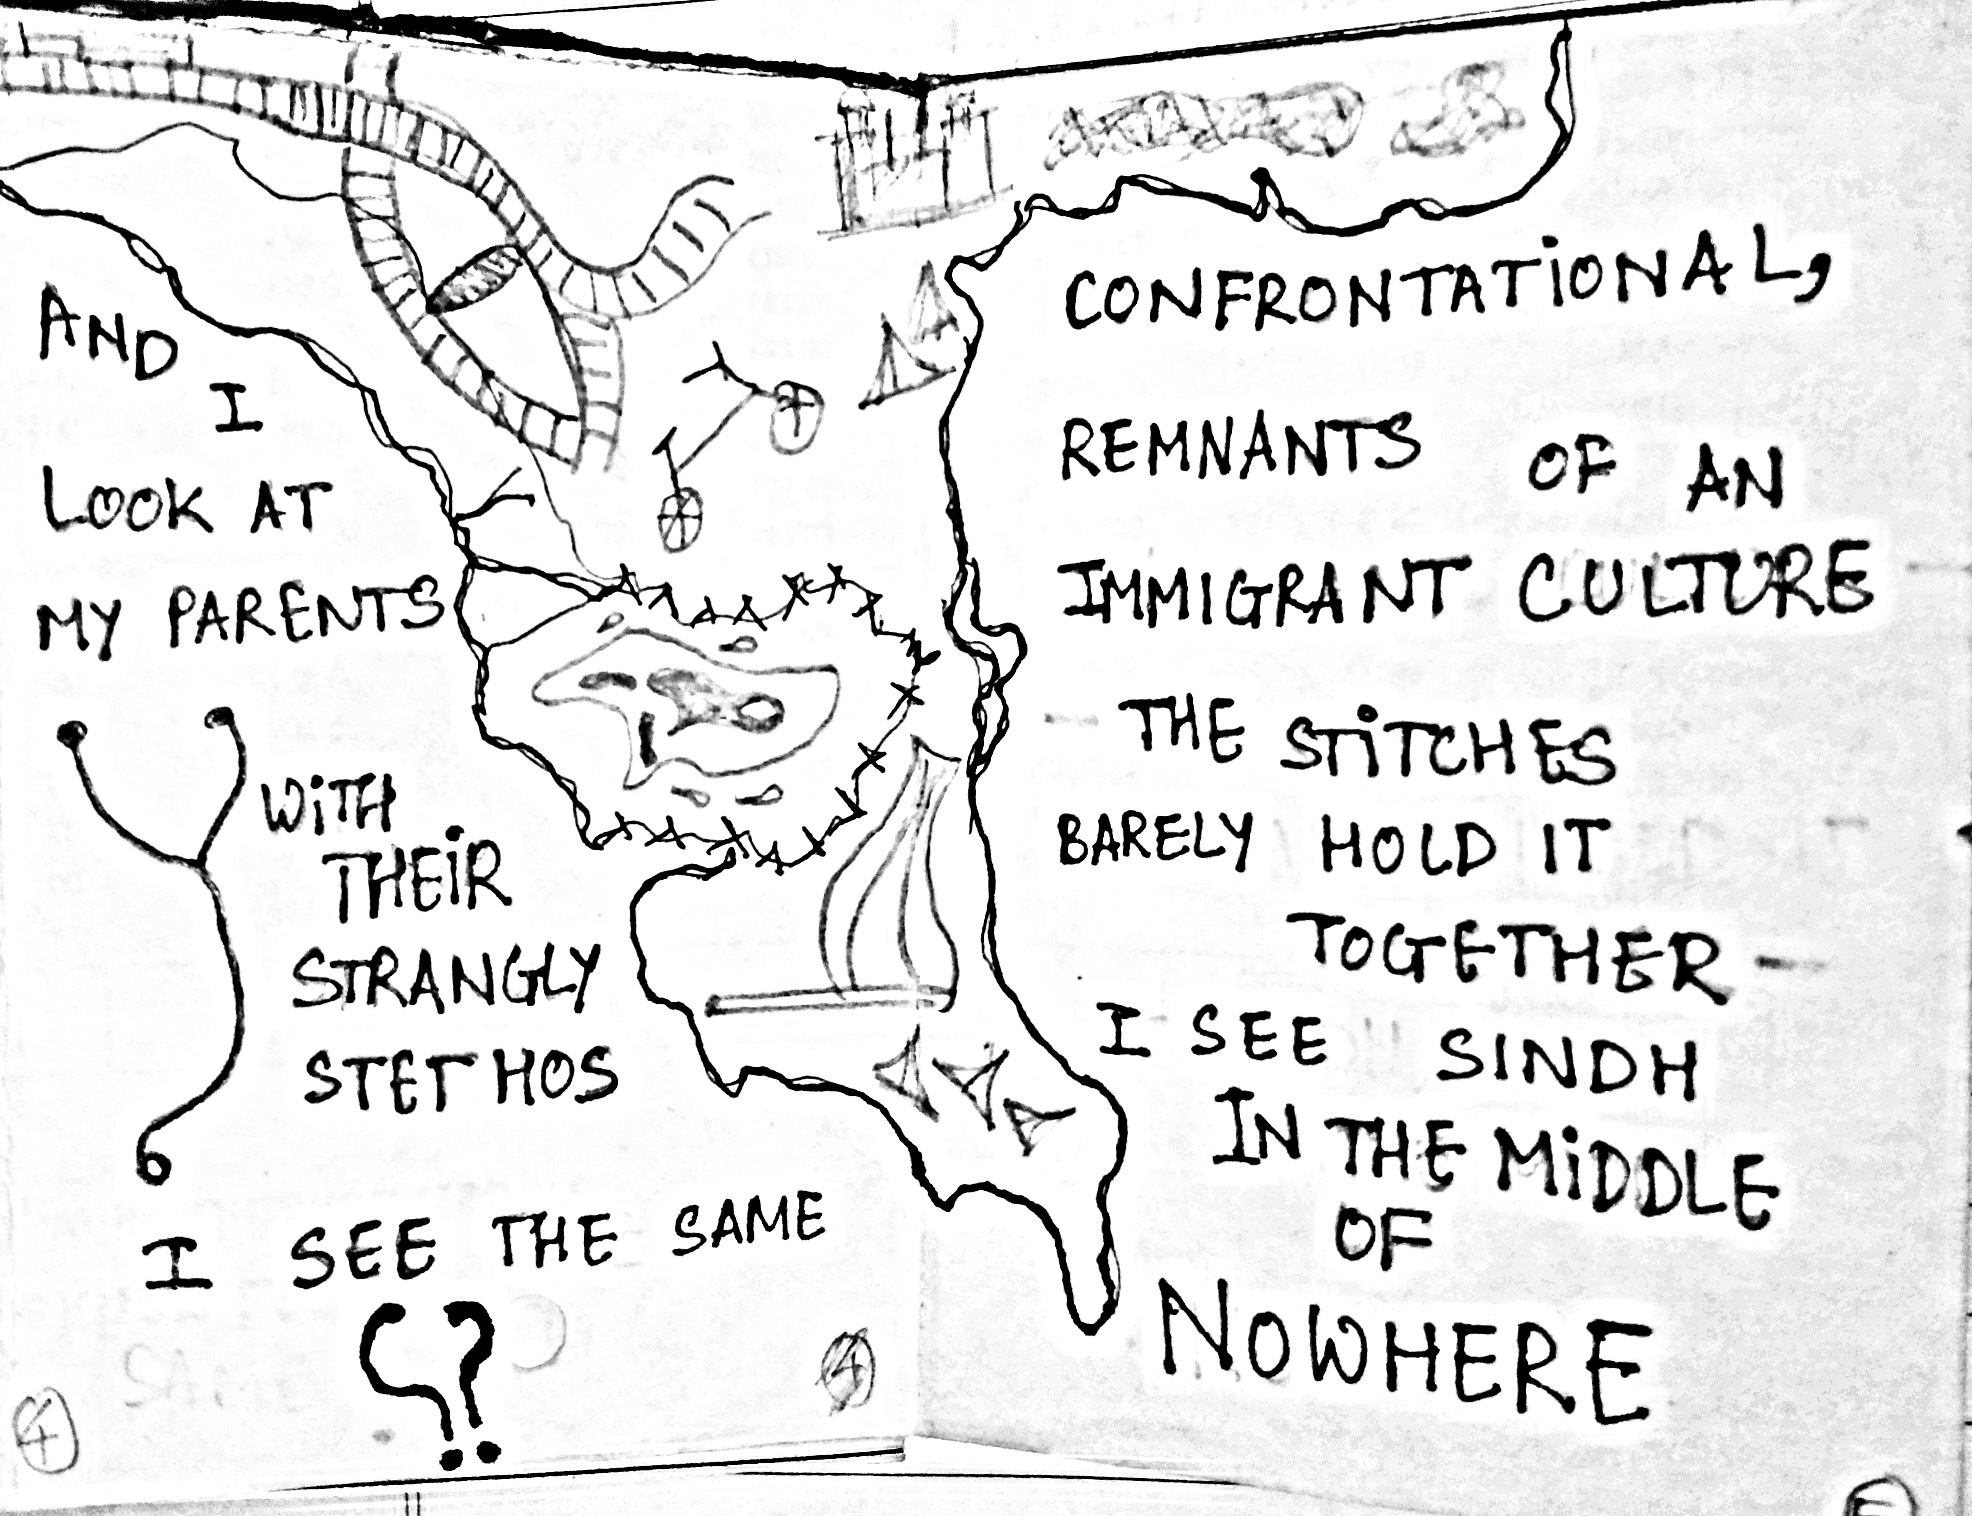 AND
I
LOOK AT
MY PARENTS
WITH
THEIR
STRANGLY
STETHOS
I SEE THE SAME
??
4
4
CONFRONTATIONAL,
REMNANTS OF AN
IMMIGRANT CULTURE
THE STITCHES
BARELY HOLD IT
TOGETHER —
I SEE SINDH
IN THE MIDDLE
OF
NOWHERE